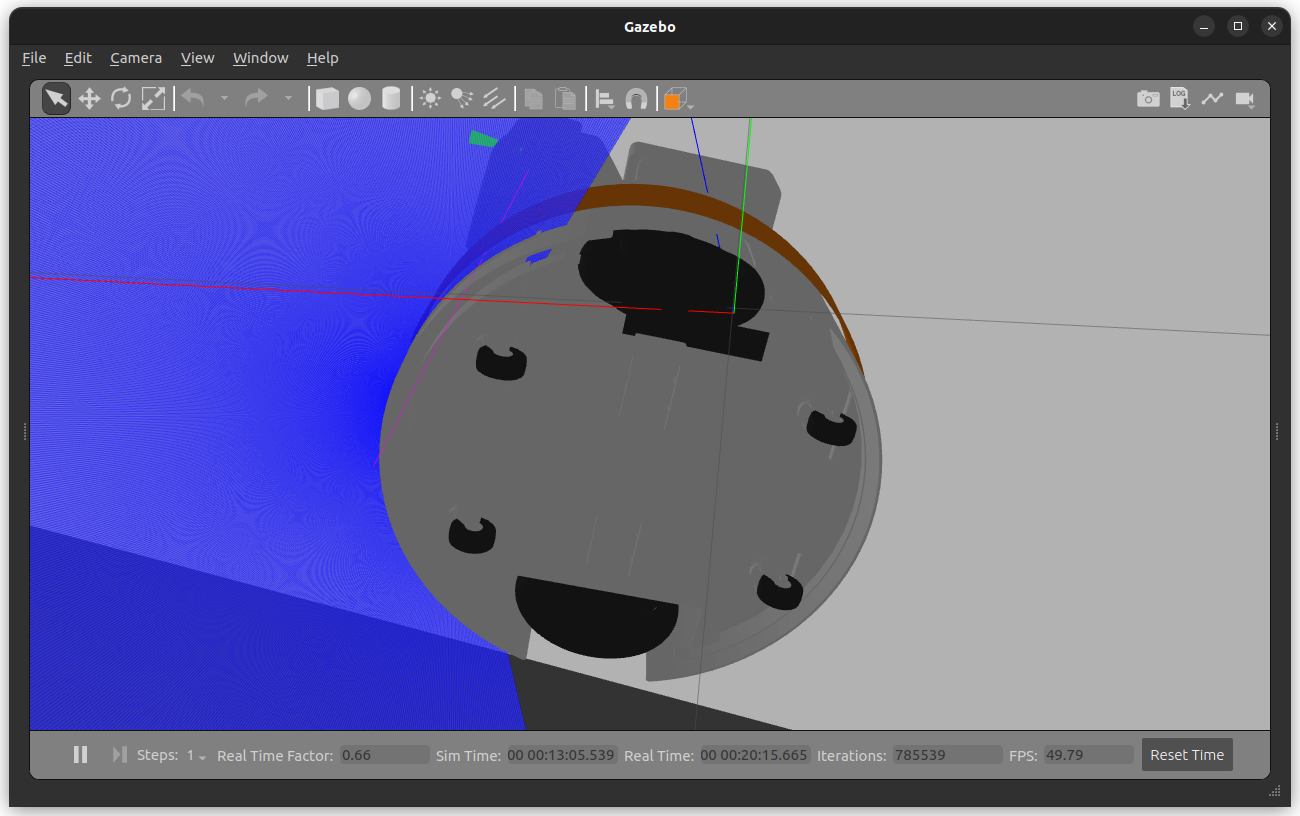 Gazebo
File Edit Camera View Window Help
LOG
Steps: 1 Real Time Factor: 0.66 Sim Time: 00 00:13:05.539 Real Time: 00 00:20:15.665 Iterations: 785539 FPS: 49.79 Reset Time